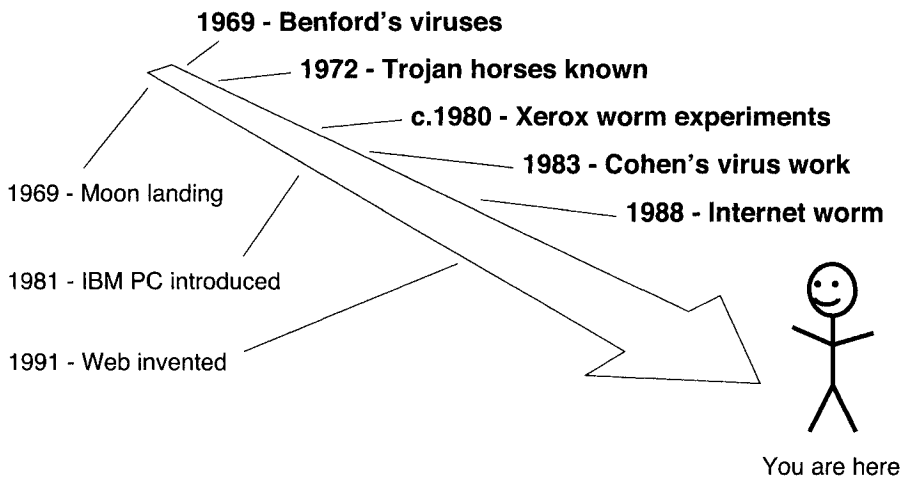 1969 - Benford's viruses
1972 - Trojan horses known
c.1980 - Xerox worm experiments
1983 - Cohen's virus work
1969 - Moon landing
1988 - Internet worm
1981 - IBM PC introduced
1991 - Web invented
You are here